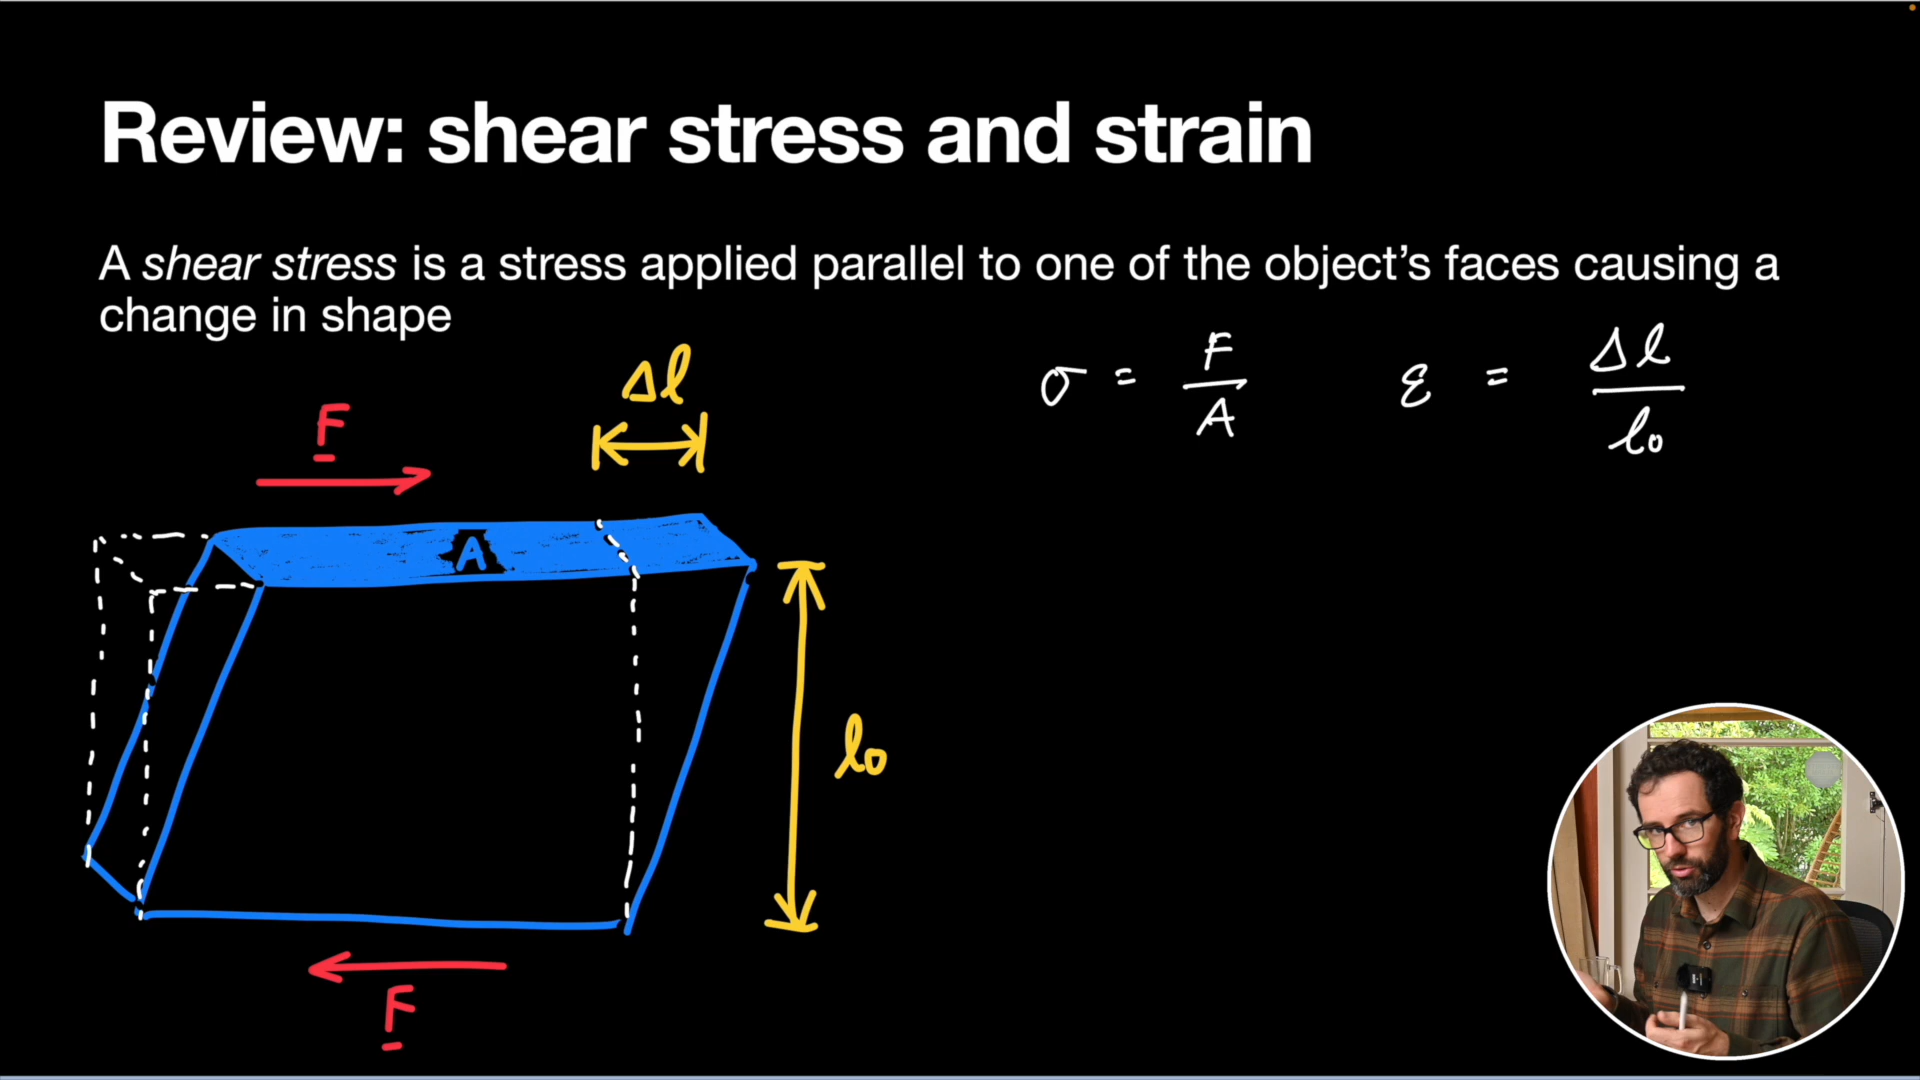 Review: shear stress and strain
A shear stress is a stress applied parallel to one of the object’s faces causing a
change in shape
σ = F/A    ε = Δl/l₀
Δl
F
A
l₀
F